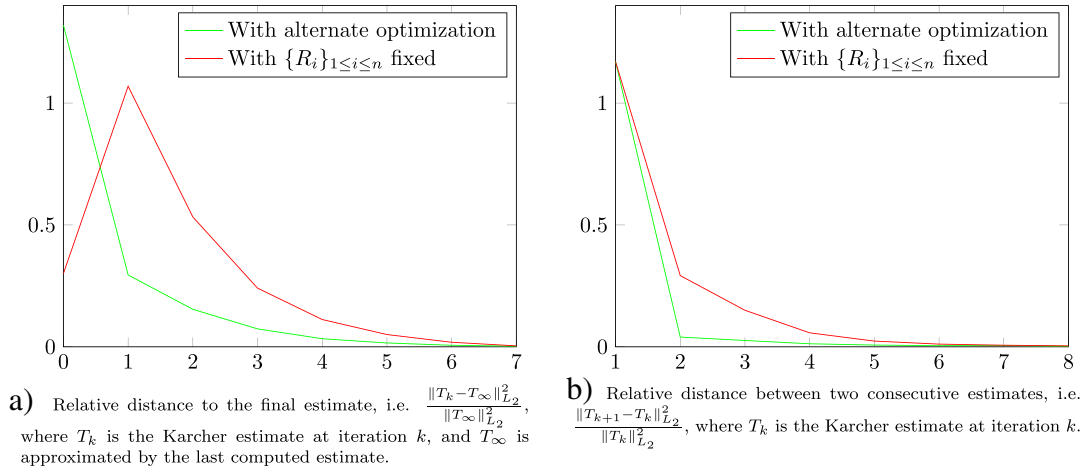 With alternate optimization
With {R_i}_{1≤i≤n} fixed
1
0.5
0
0 1 2 3 4 5 6 7
a) Relative distance to the final estimate, i.e. \frac{\|T_k-T_∞\|^2_{L_2}}{\|T_∞\|^2_{L_2}},
where T_k is the Karcher estimate at iteration k, and T_∞ is
approximated by the last computed estimate.
With alternate optimization
With {R_i}_{1≤i≤n} fixed
1
0.5
0
1 2 3 4 5 6 7 8
b) Relative distance between two consecutive estimates, i.e.
\frac{\|T_{k+1}-T_k\|^2_{L_2}}{\|T_k\|^2_{L_2}}, where T_k is the Karcher estimate at iteration k.